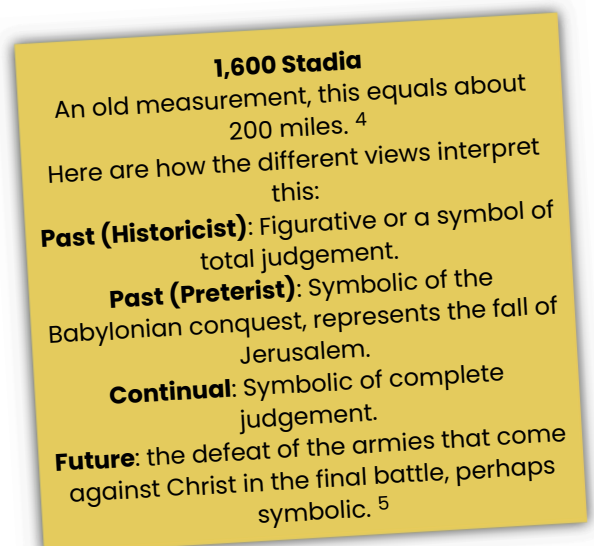 1,600 Stadia
An old measurement, this equals about
200 miles. 4
Here are how the different views interpret
this:
Past (Historicist): Figurative or a symbol of
total judgement.
Past (Preterist): Symbolic of the
Babylonian conquest, represents the fall of
Jerusalem.
Continual: Symbolic of complete
judgement.
Future: the defeat of the armies that come
against Christ in the final battle, perhaps
symbolic. 5